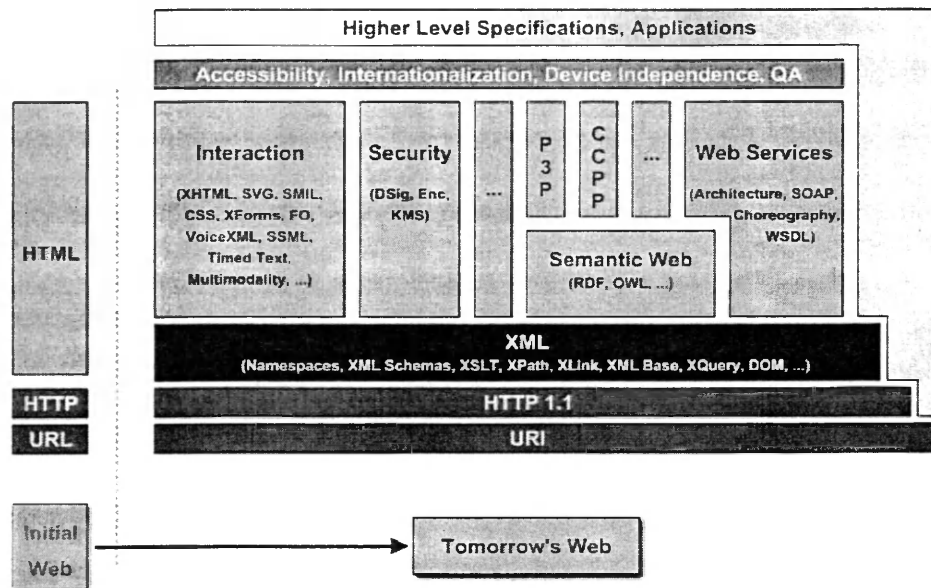 Higher Level Specifications, Applications
Accessibility, Internationalization, Device Independence, QA
HTML
HTTP
URL
Interaction
(XHTML, SVG, SMIL,
CSS, XForms, FO,
VoiceXML, SSML,
Timed Text,
Multimodality, ...)
Security
(DSig, Enc,
KMS)
...
P
3
P
C
C
P
P
...
Web Services
(Architecture, SOAP,
Choreography,
WSDL)
Semantic Web
(RDF, OWL, ...)
XML
(Namespaces, XML Schemas, XSLT, XPath, XLink, XML Base, XQuery, DOM, ...)
HTTP 1.1
URI
Initial
Web
Tomorrow's Web